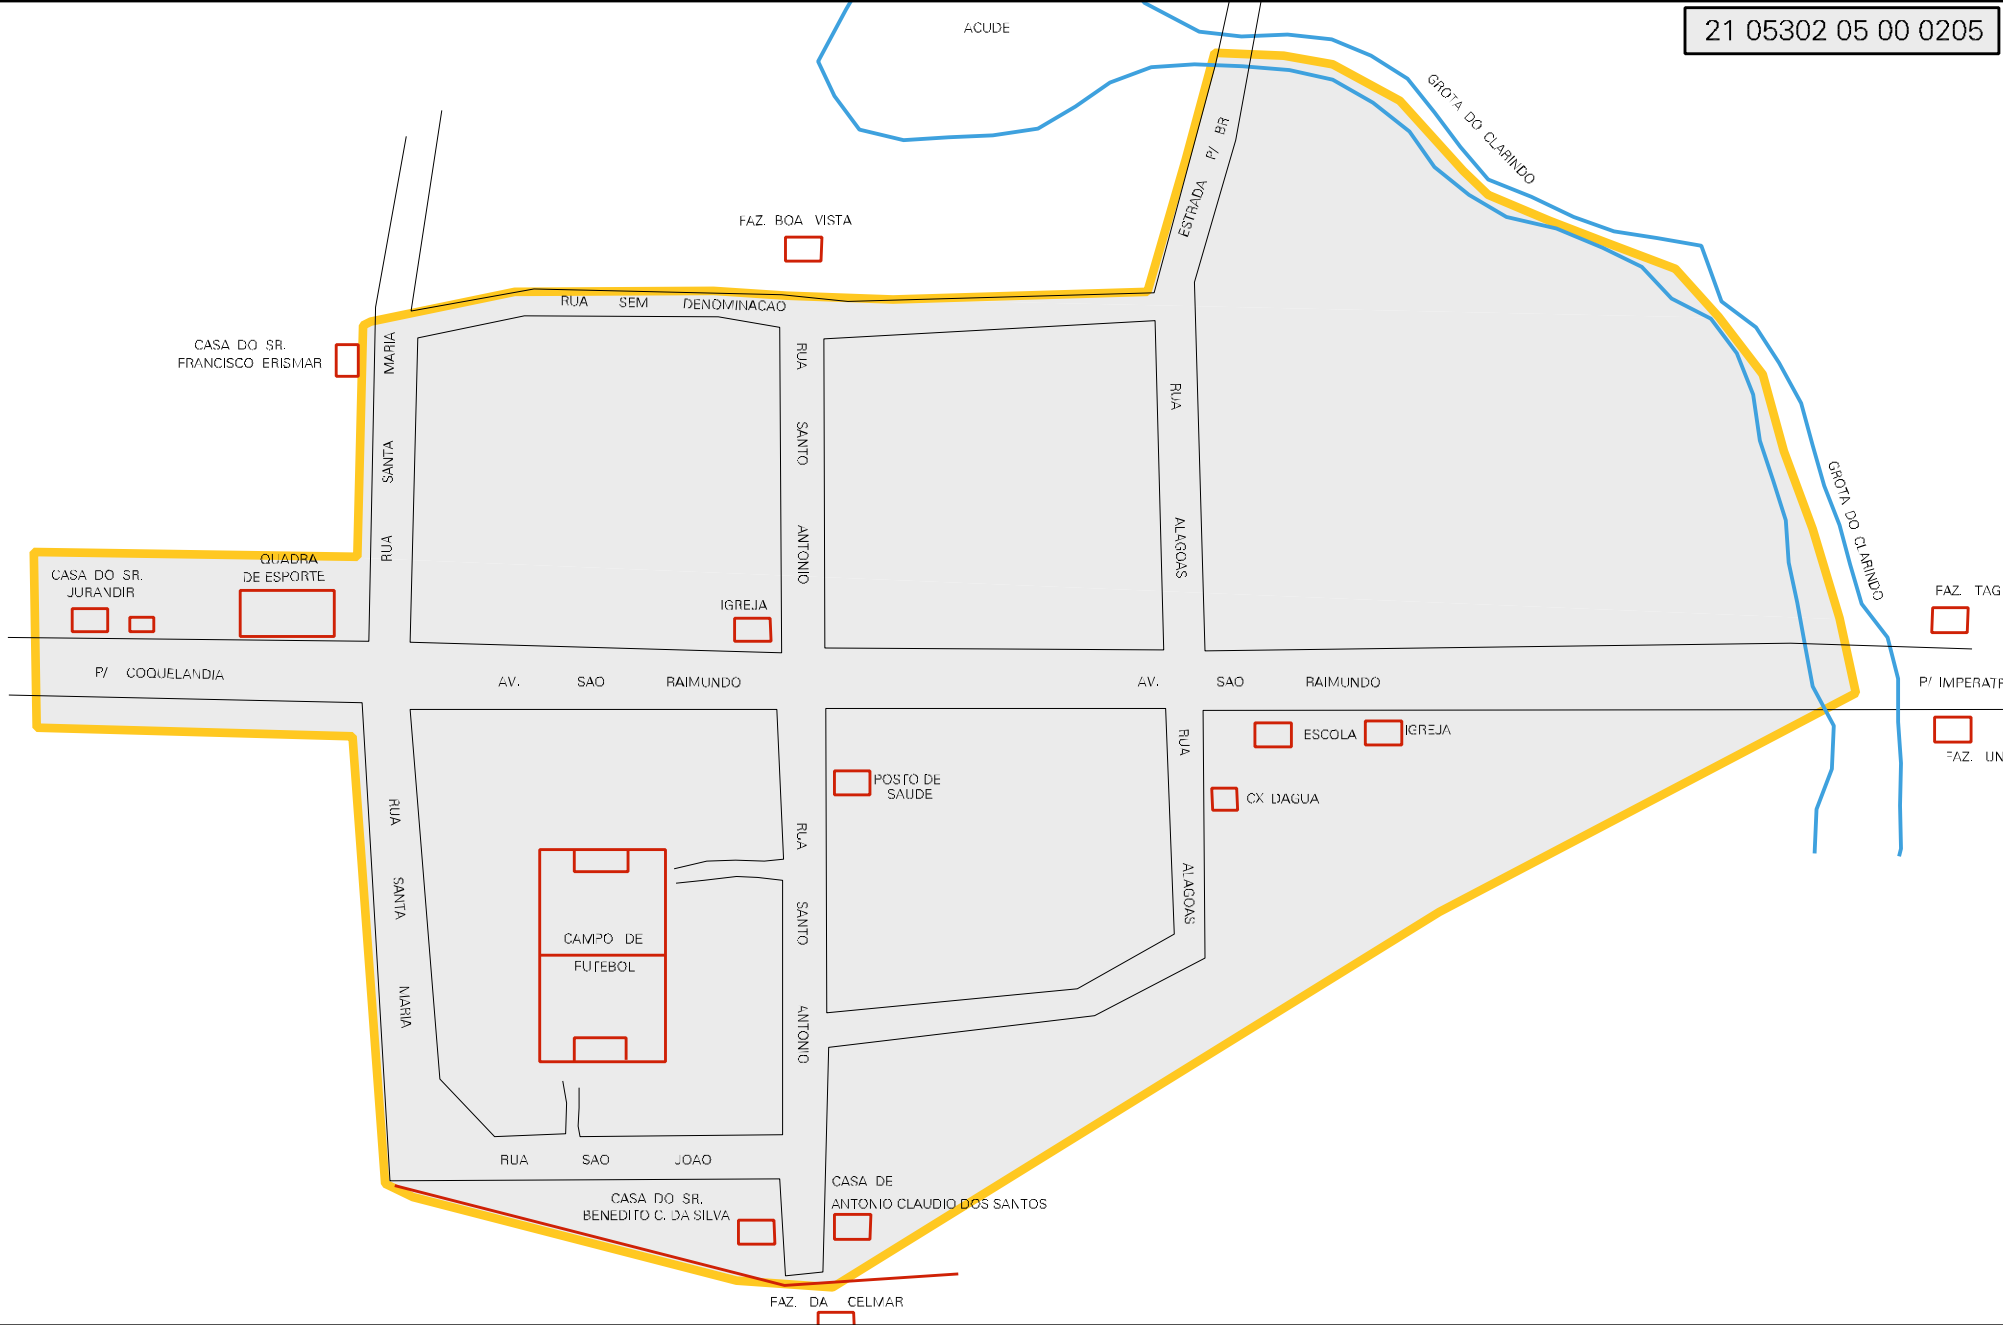 ACUDE
21 05302 05 00 0205
GROTA DO CLARINDO
ESTRADA P/ BR
FAZ. BOA VISTA
RUA SEM DENOMINACAO
CASA DO SR.
FRANCISCO ERISMAR
RUA SANTA MARIA
RUA SANTO ANTONIO
RUA ALAGOAS
GROTA DO CLARINDO
QUADRA
DE ESPORTE
CASA DO SR.
JURANDIR
IGREJA
FAZ. TAG
P/ COQUELANDIA
AV. SAO RAIMUNDO
AV. SAO RAIMUNDO
P/ IMPERATR
ESCOLA
IGREJA
FAZ. UN
POSTO DE
SAUDE
CX DAGUA
RUA SANTA MARIA
RUA SANTO ANTONIO
RUA ALAGOAS
CAMPO DE
FUTEBOL
RUA SAO JOAO
CASA DO SR.
BENEDITO C. DA SILVA
CASA DE
ANTONIO CLAUDIO DOS SANTOS
FAZ. DA CELMAR